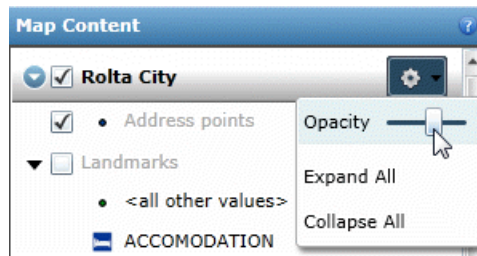 Map Content ?
Rolta City
Address points
Opacity
Landmarks
Expand All
<all other values>
Collapse All
ACCOMODATION